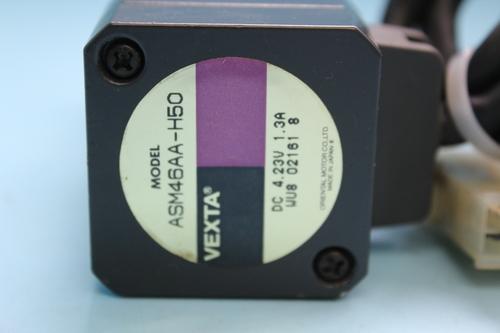 MODEL
ASM46AA-H50
VEXTA®
DC 4.23V 1.3A
WU8 02161 8
ORIENTAL MOTOR CO.,LTD.
MADE IN JAPAN